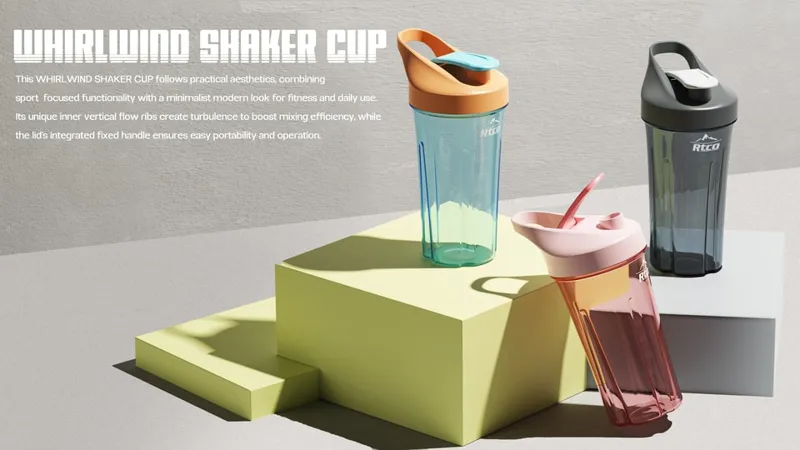 WHIRLWIND SHAKER CUP
This WHIRLWIND SHAKER CUP follows practical aesthetics, combining
sport focused functionality with a minimalist modern look for fitness and daily use.
Its unique inner vertical flow ribs create turbulence to boost mixing efficiency, while
the lid's integrated fixed handle ensures easy portability and operation.
Rtco
Rtco